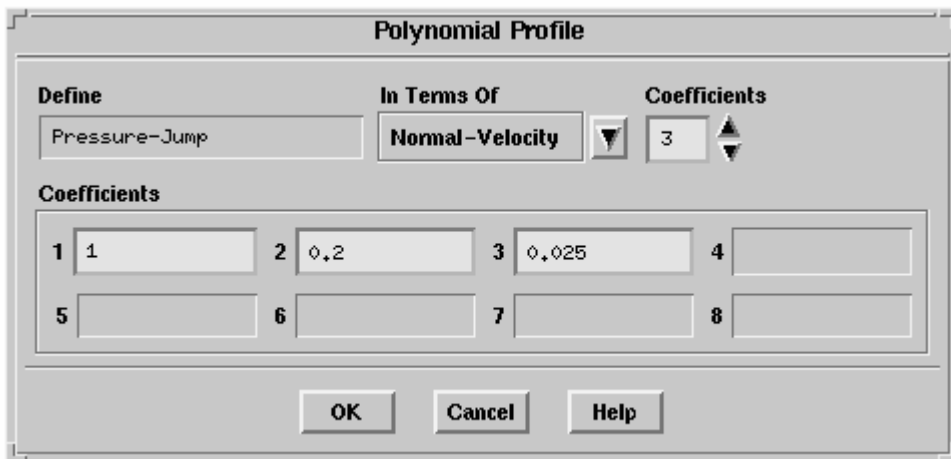 Polynomial Profile
Define In Terms Of Coefficients
Pressure-Jump Normal-Velocity 3
Coefficients
1 1 2 0.2 3 0.025 4
5 6 7 8
OK Cancel Help